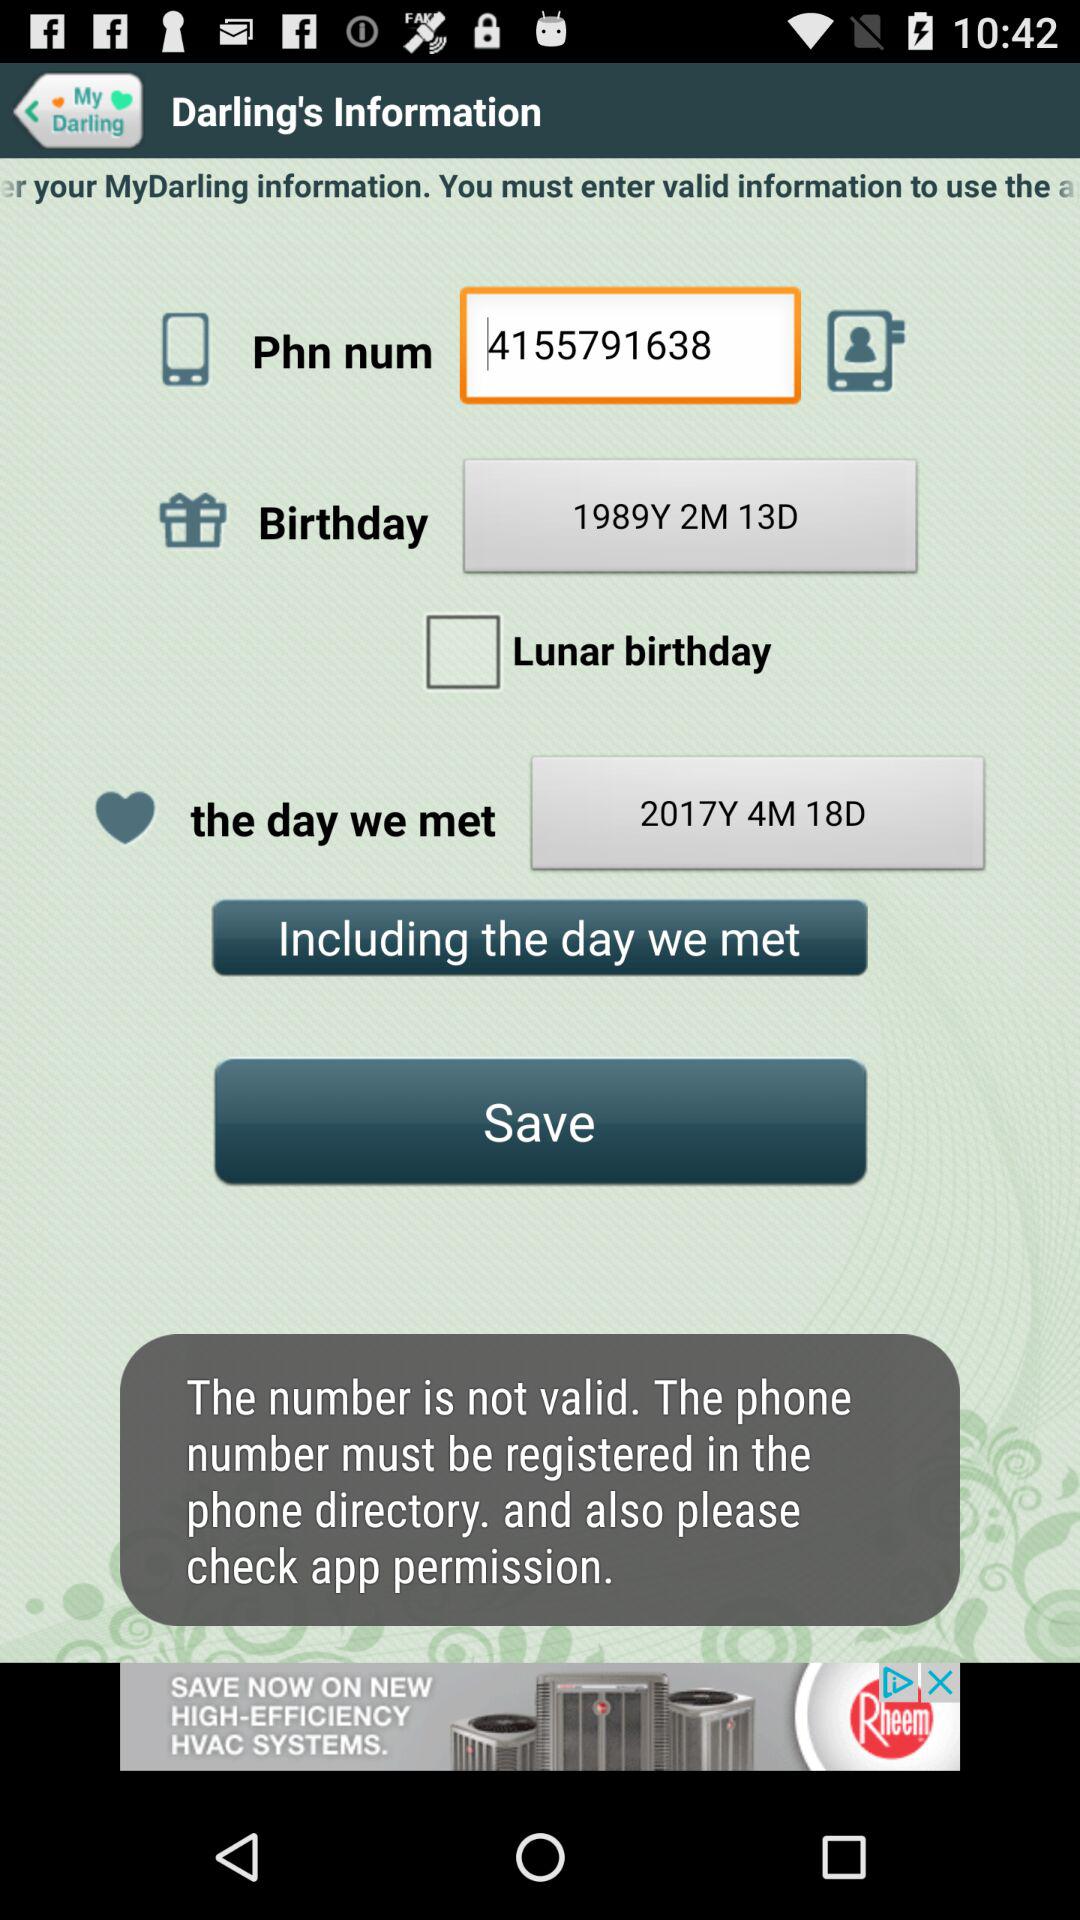 FAKE
10:42
My
Darling
Darling's Information
er your MyDarling information. You must enter valid information to use the a
Phn num
4155791638
Birthday
1989Y 2M 13D
Lunar birthday
the day we met
2017Y 4M 18D
Including the day we met
Save
The number is not valid. The phone
number must be registered in the
phone directory. and also please
check app permission.
SAVE NOW ON NEW
HIGH-EFFICIENCY
HVAC SYSTEMS.
Rheem